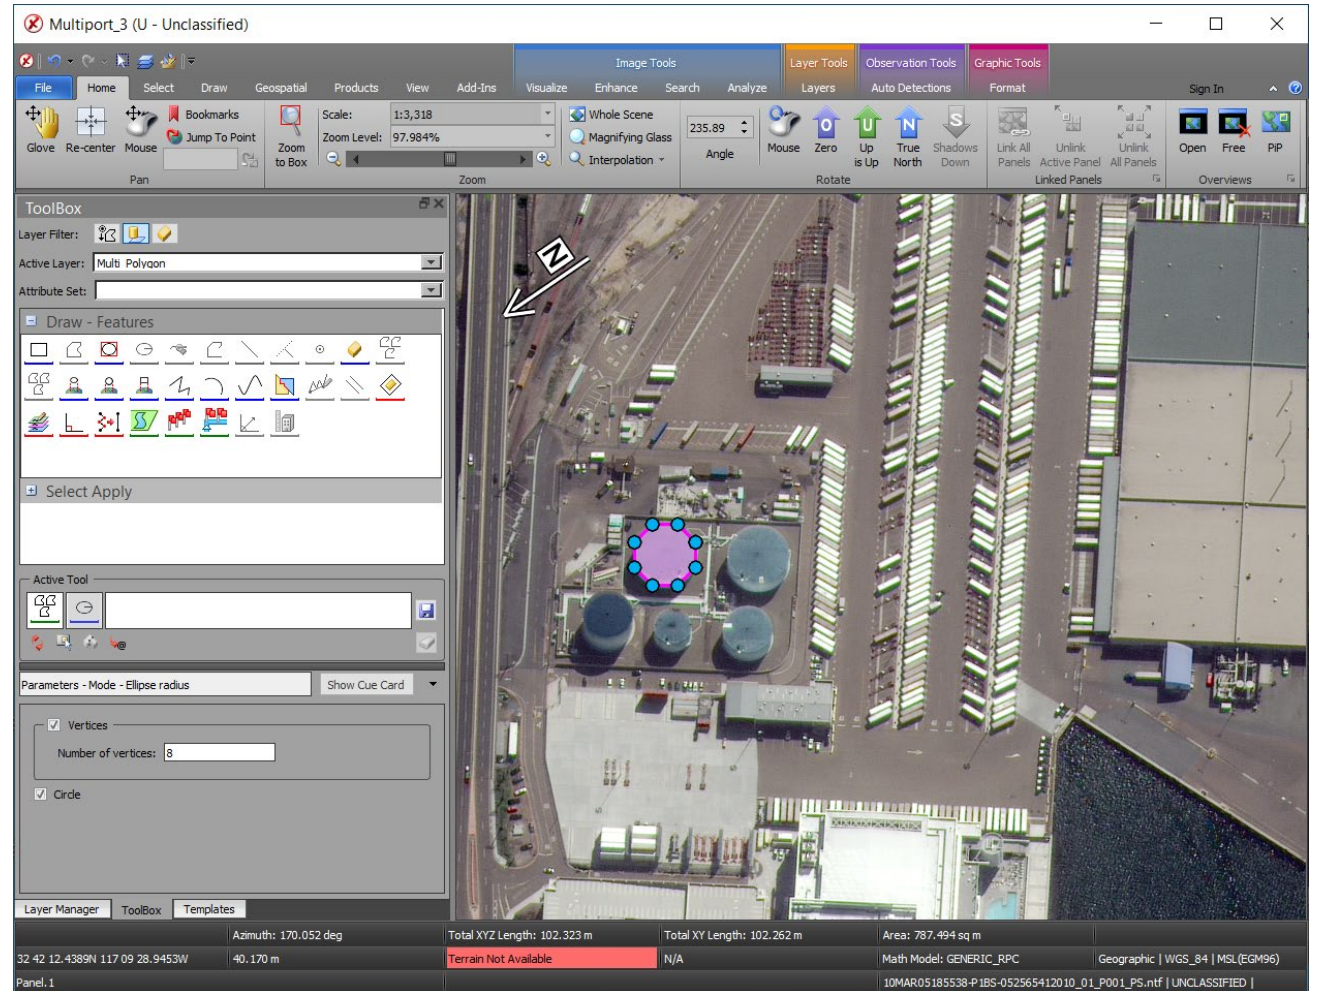 Multiport_3 (U - Unclassified)
Image Tools
Layer Tools
Observation Tools
Graphic Tools
File Home Select Draw Geospatial Products View Add-Ins Visualize Enhance Search Analyze Layers Auto Detections Format Sign In
Glove
Re-center
Mouse
Bookmarks
Jump To Point
Pan
Zoom
to Box
Scale: 1:3,318
Zoom Level: 97.984%
Zoom
Whole Scene
Magnifying Glass
Interpolation
235.89
Angle
Mouse
0
Zero
U
Up
is Up
N
True
North
S
Shadows
Down
Rotate
Link All
Panels
Unlink
Active Panel
Unlink
All Panels
Linked Panels
Open
Free
PiP
Overviews
ToolBox
Layer Filter:
Active Layer: Multi Polygon
Attribute Set:
Draw - Features
Select Apply
Active Tool
Parameters - Mode - Ellipse radius
Show Cue Card
Vertices
Number of vertices: 8
Circle
Layer Manager ToolBox Templates
N
Azimuth: 170.052 deg Total XYZ Length: 102.323 m Total XY Length: 102.262 m Area: 787.494 sq m
32 42 12.4389N 117 09 28.9453W 40.170 m Terrain Not Available N/A Math Model: GENERIC_RPC Geographic | WGS_84 | MSL(EGM96)
Panel.1 10MAR05185538-P1BS-052565412010_01_P001_PS.ntf | UNCLASSIFIED |